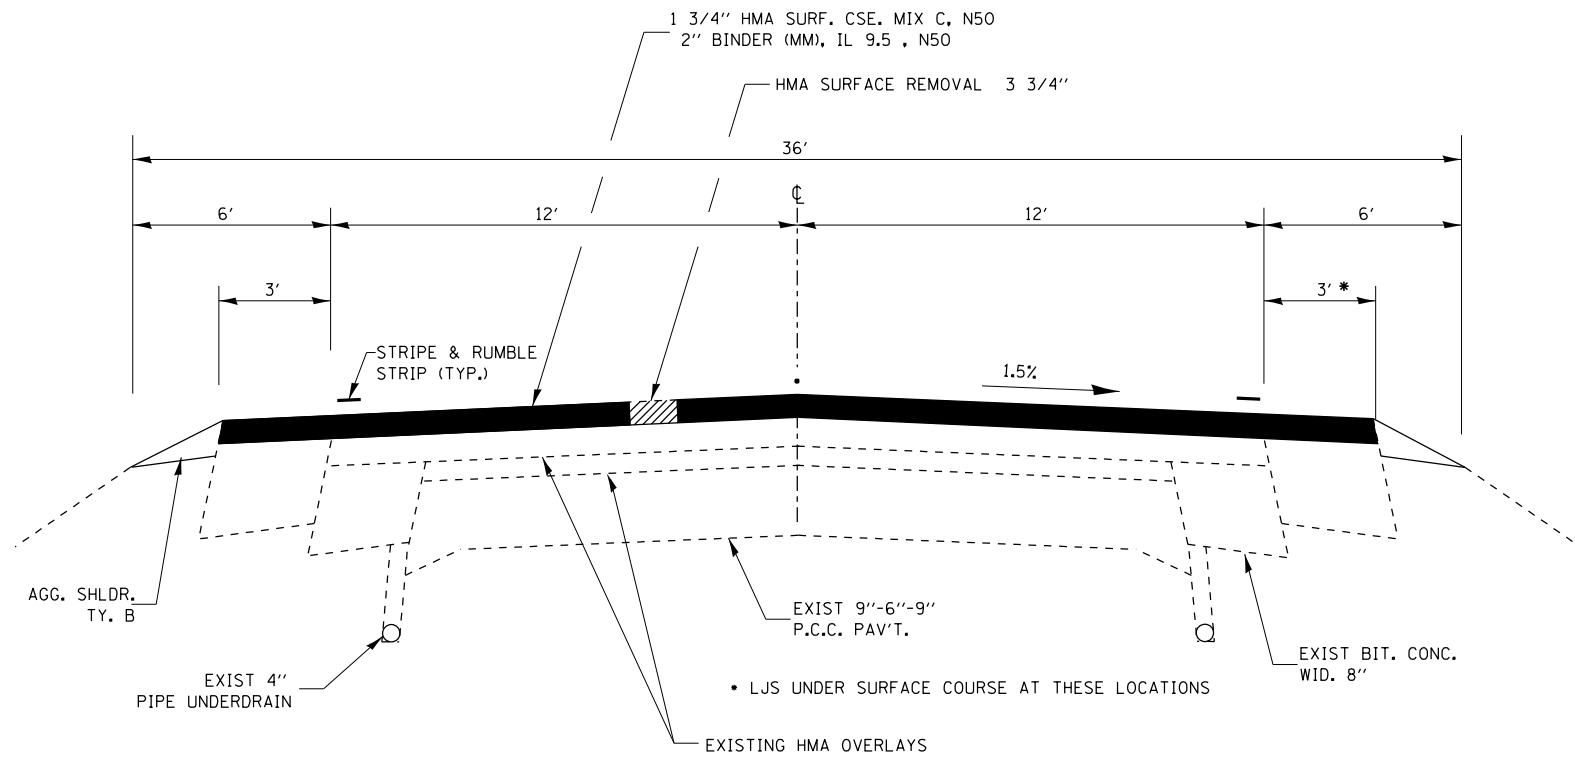 1 3/4" HMA SURF. CSE. MIX C, N50
2" BINDER (MM), IL 9.5 , N50
HMA SURFACE REMOVAL 3 3/4"
36'
℄
6'
12'
12'
6'
3'
3' *
STRIPE & RUMBLE
STRIP (TYP.)
1.5%
*
AGG. SHLDR.
TY. B
EXIST 9"-6"-9"
P.C.C. PAV'T.
EXIST BIT. CONC.
WID. 8"
EXIST 4"
PIPE UNDERDRAIN
* LJS UNDER SURFACE COURSE AT THESE LOCATIONS
EXISTING HMA OVERLAYS